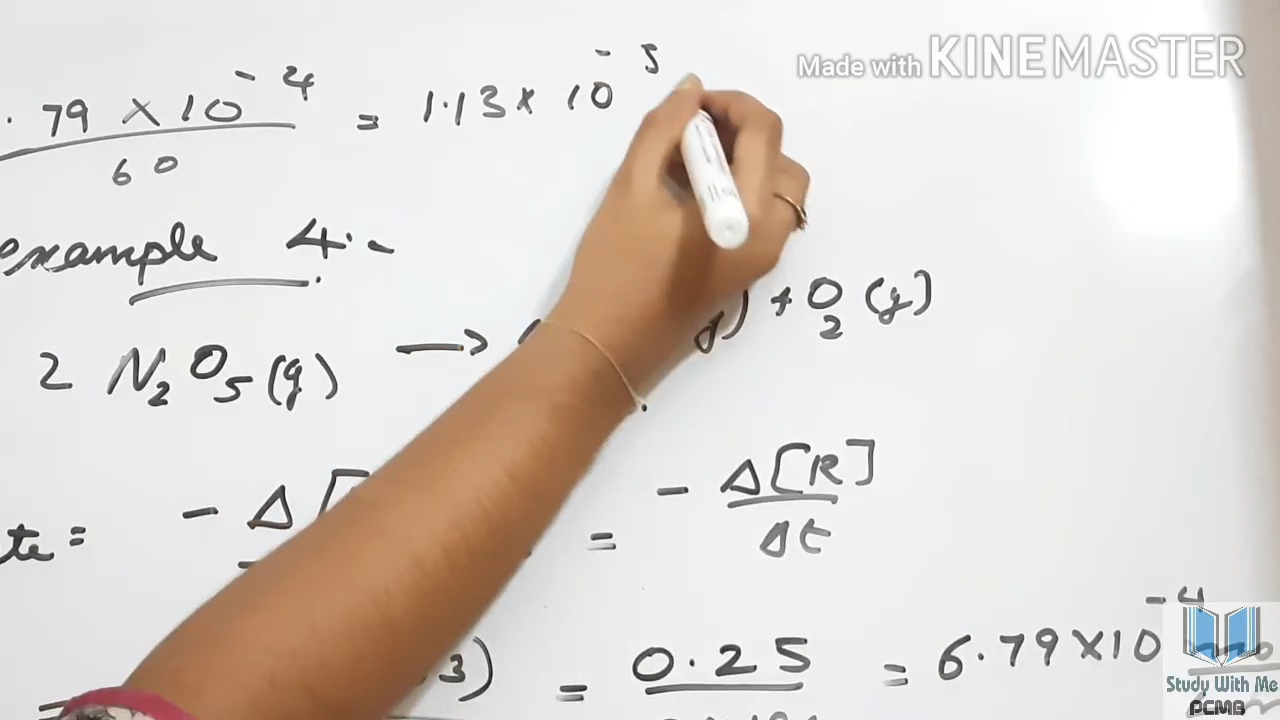 Made with KINEMASTER
.79 × 10⁻⁴ / 60 = 1.13 × 10⁻⁵
example 4:-
2 N₂O₅(g) → g) + O₂ (g)
te = - Δ[ = - Δ[R] / Δt
.3) = 0.25 = 6.79×10⁻⁴
Study With Me
PCMB